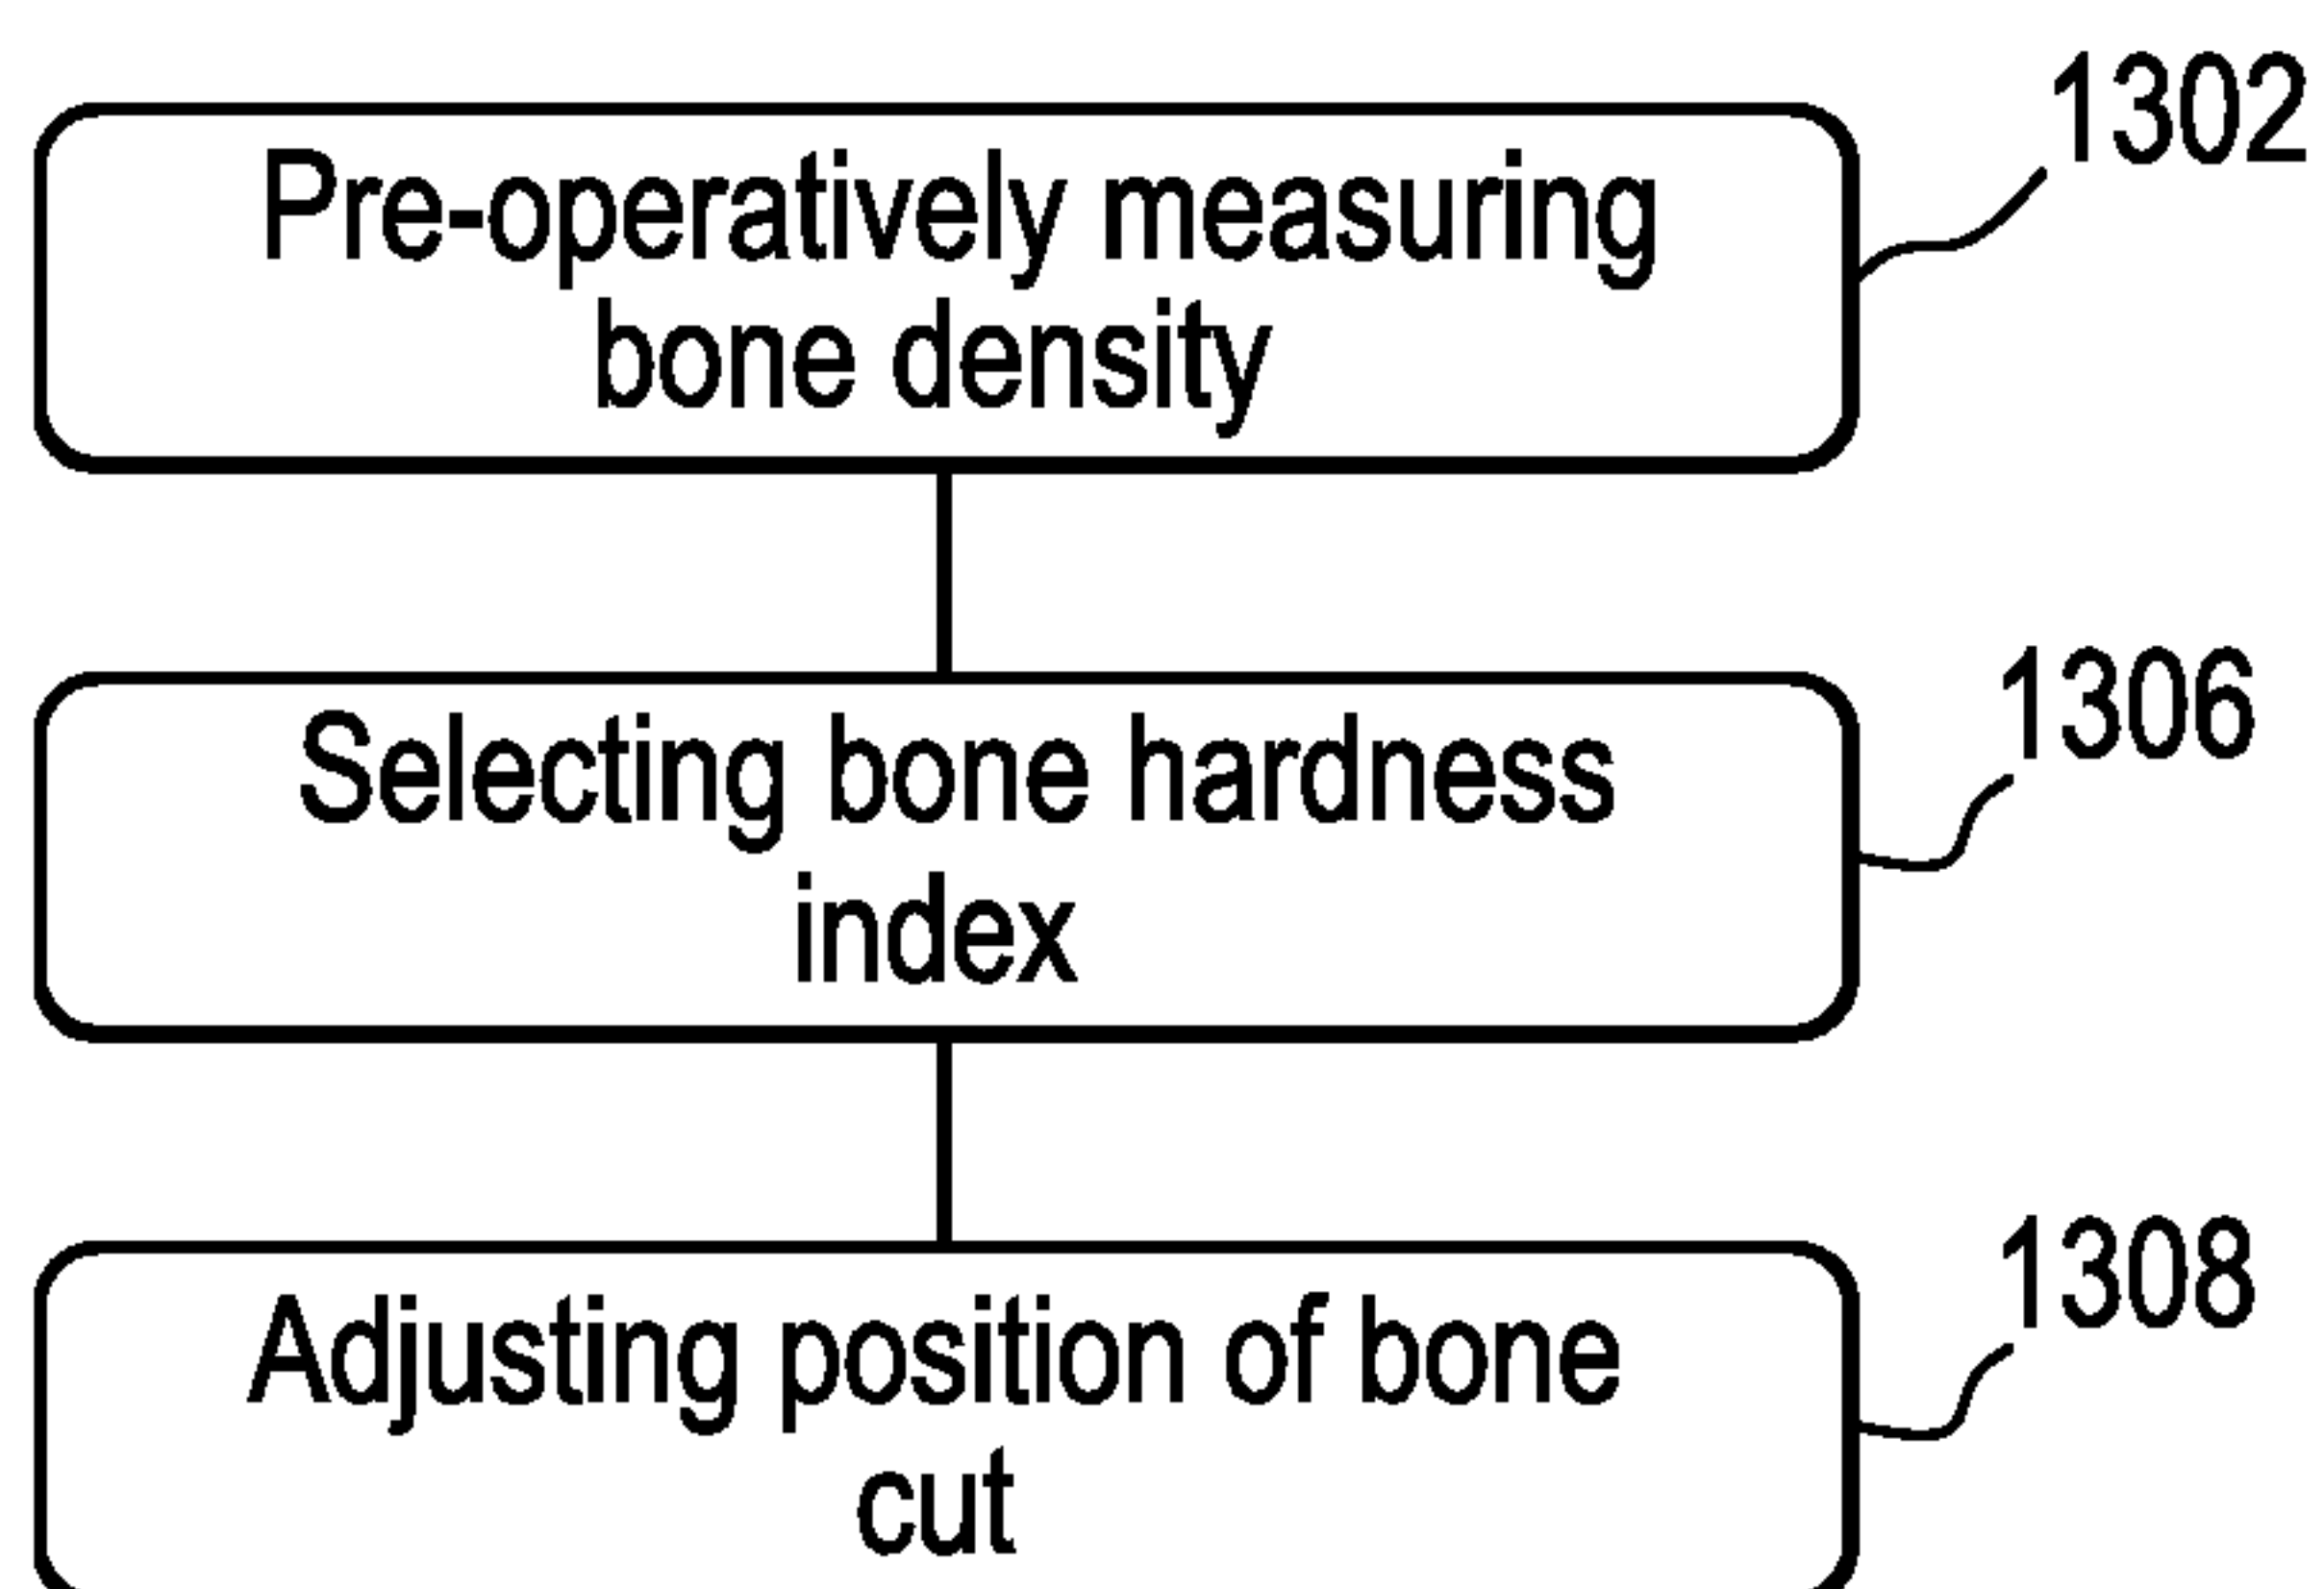 1302
Pre-operatively measuring
bone density
1306
Selecting bone hardness
index
1308
Adjusting position of bone
cut